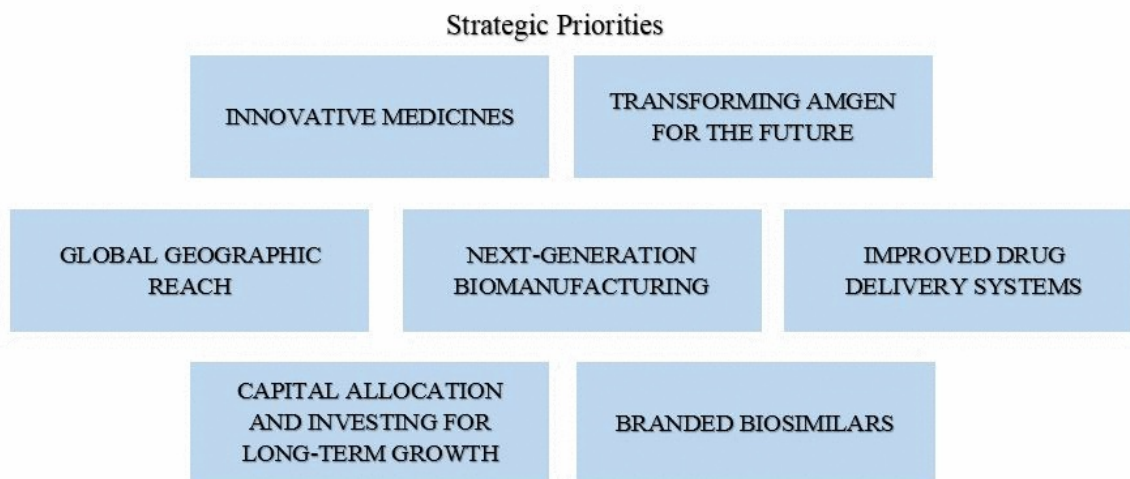 Strategic Priorities
INNOVATIVE MEDICINES
TRANSFORMING AMGEN
FOR THE FUTURE
GLOBAL GEOGRAPHIC
REACH
NEXT-GENERATION
BIOMANUFACTURING
IMPROVED DRUG
DELIVERY SYSTEMS
CAPITAL ALLOCATION
AND INVESTING FOR
LONG-TERM GROWTH
BRANDED BIOSIMILARS